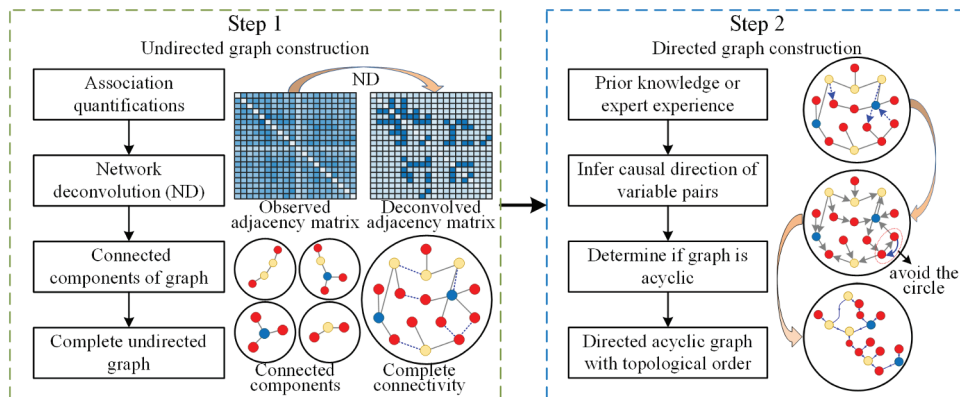 Step 1
Undirected graph construction
Association
quantifications
Network
deconvolution (ND)
Connected
components of graph
Complete undirected
graph
ND
Observed
adjacency matrix
Deconvolved
adjacency matrix
Connected
components
Complete
connectivity
Step 2
Directed graph construction
Prior knowledge or
expert experience
Infer causal direction of
variable pairs
Determine if graph is
acyclic
Directed acyclic graph
with topological order
avoid the
circle